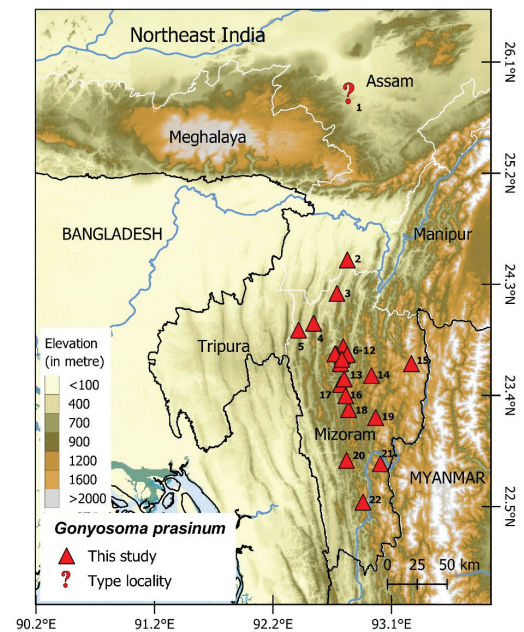 Northeast India
26.1°N
Assam
?
1
Meghalaya
25.2°N
BANGLADESH
Manipur
2
24.3°N
3
4
5
Elevation
(in metre)
Tripura
6-12
15
13
14
<100
400
17
16
23.4°N
700
18
19
900
Mizoram
1200
20
21
1600
MYANMAR
>2000
22
22.5°N
Gonyosoma prasinum
This study
? Type locality
0 25 50 km
90.2°E 91.2°E 92.2°E 93.1°E